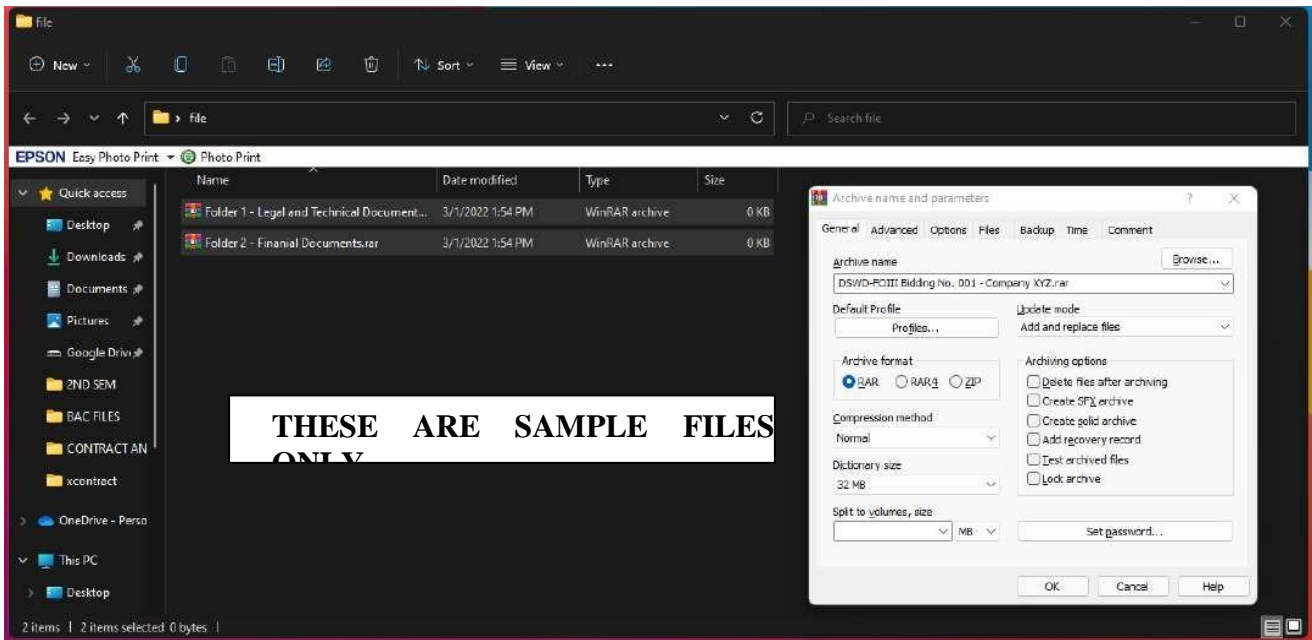 file
New
Sort
View
file
Search file
EPSON Easy Photo Print
Photo Print
Name Date modified Type Size
Quick access
Folder 1 - Legal and Technical Document... 3/1/2022 1:54 PM WinRAR archive 0 KB
Folder 2 - Finanial Documents.rar 3/1/2022 1:54 PM WinRAR archive 0 KB
Desktop
Downloads
Documents
Pictures
Google Driv
2ND SEM
BAC FILES
CONTRACT AN
xcontract
OneDrive - Perso
This PC
Desktop
2 items | 2 items selected 0 bytes |
THESE ARE SAMPLE FILES
ONLY
Archive name and parameters ? X
General Advanced Options Files Backup Time Comment
Archive name
Browse...
DSWD-FOIII Bidding No. 001 - Company XYZ.rar
Default Profile
Profiles...
Update mode
Add and replace files
Archive format
RAR RAR4 ZIP
Compression method
Normal
Dictionary size
32 MB
Split to volumes, size
MB
Archiving options
Delete files after archiving
Create SFX archive
Create solid archive
Add recovery record
Test archived files
Lock archive
Set password...
OK Cancel Help